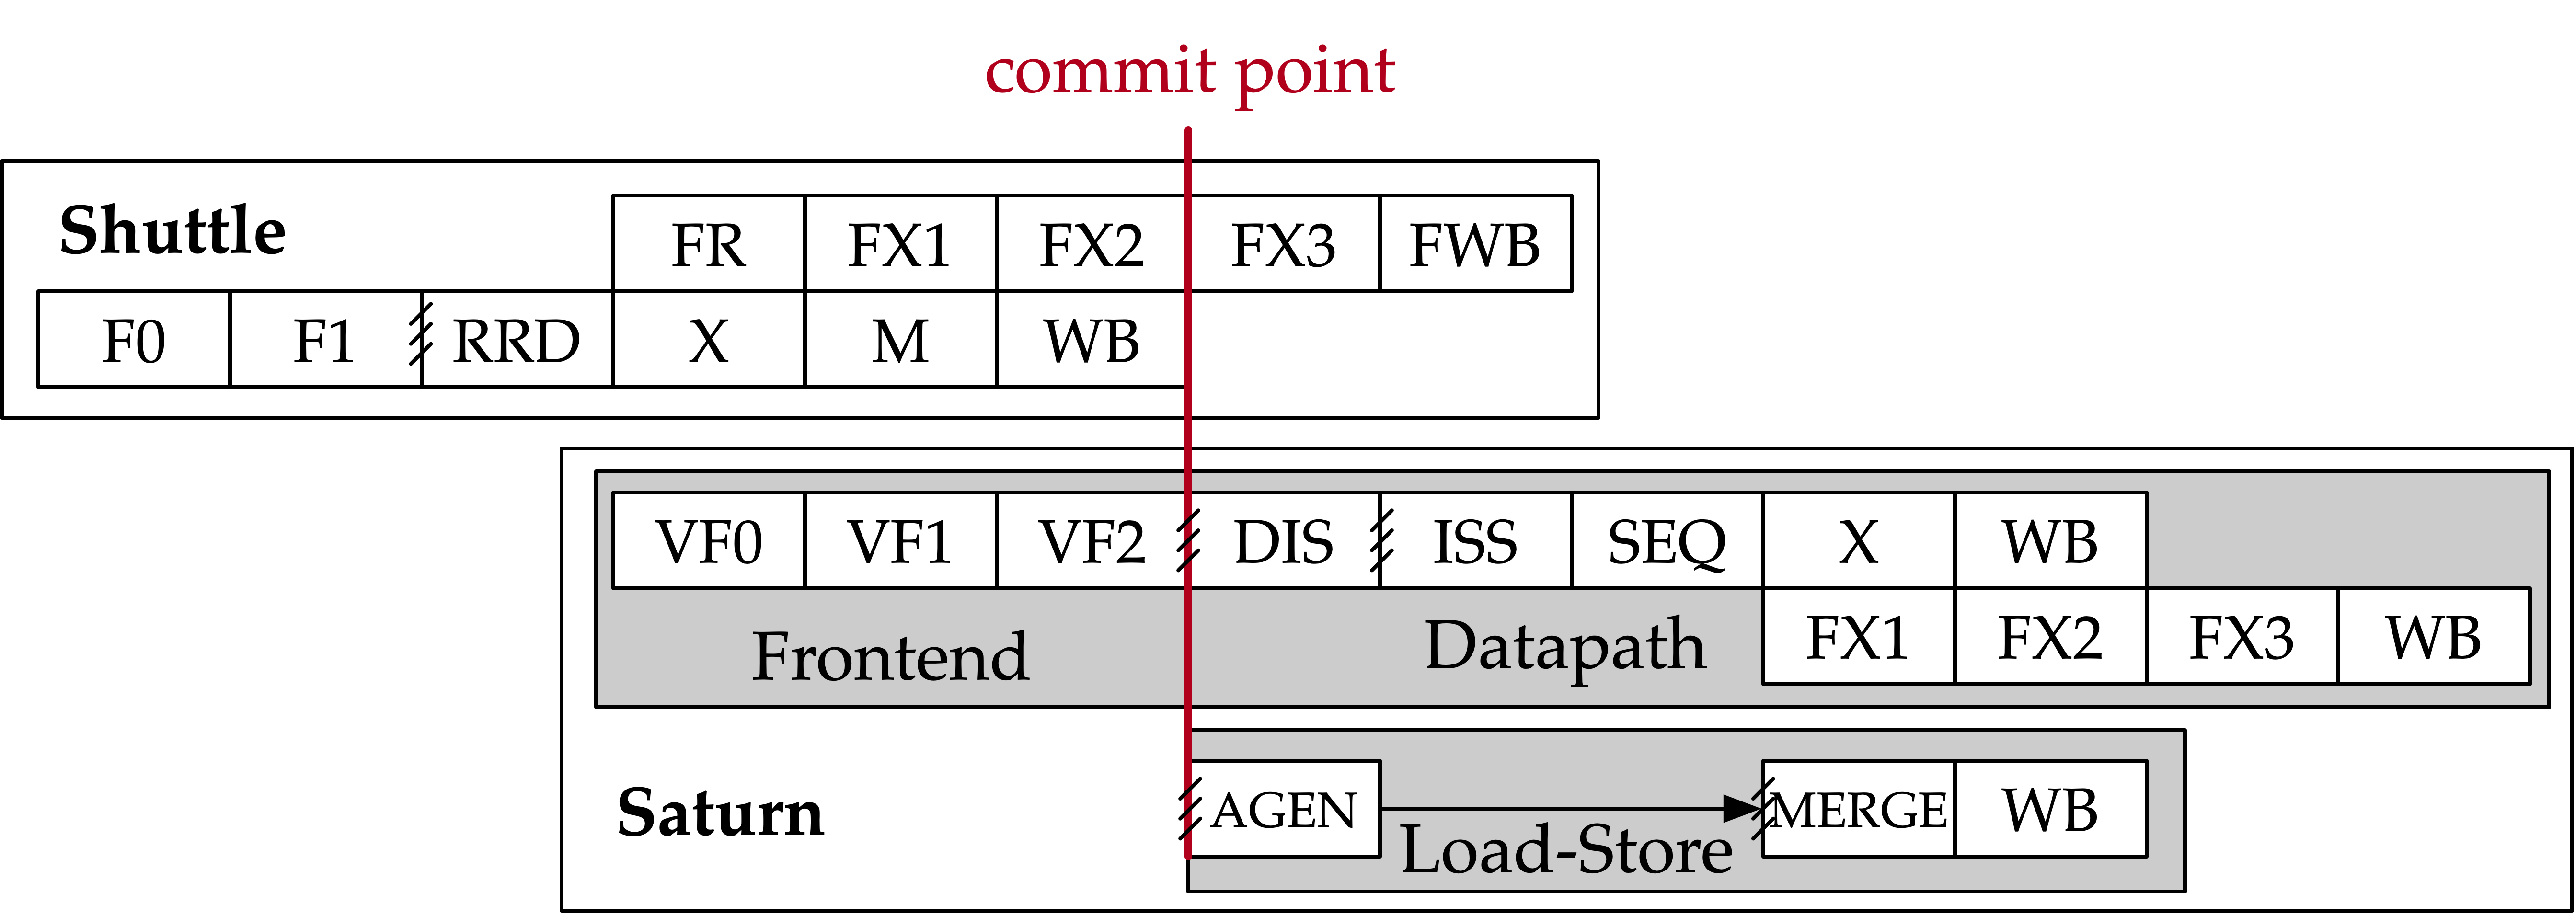 commit point
Shuttle
FR FX1 FX2 FX3 FWB
F0 F1 RRD X M WB
VF0 VF1 VF2 DIS ISS SEQ X WB
Frontend Datapath FX1 FX2 FX3 WB
Saturn AGEN MERGE WB
Load-Store